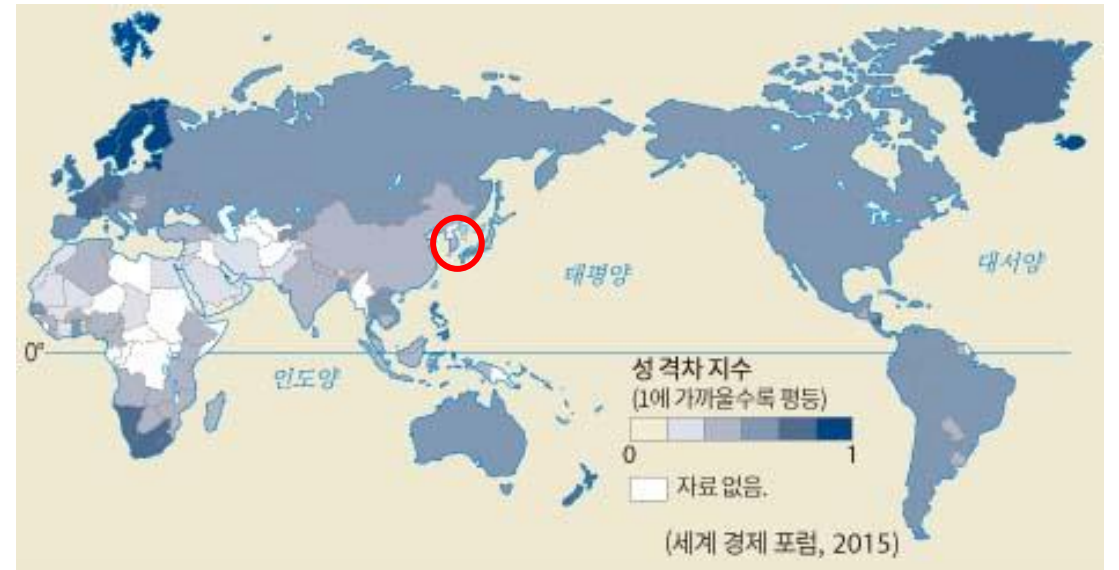 대서양
태평양
0°
인도양
성 격차 지수
(1에 가까울수록 평등)
0 1
자료 없음.
(세계 경제 포럼, 2015)